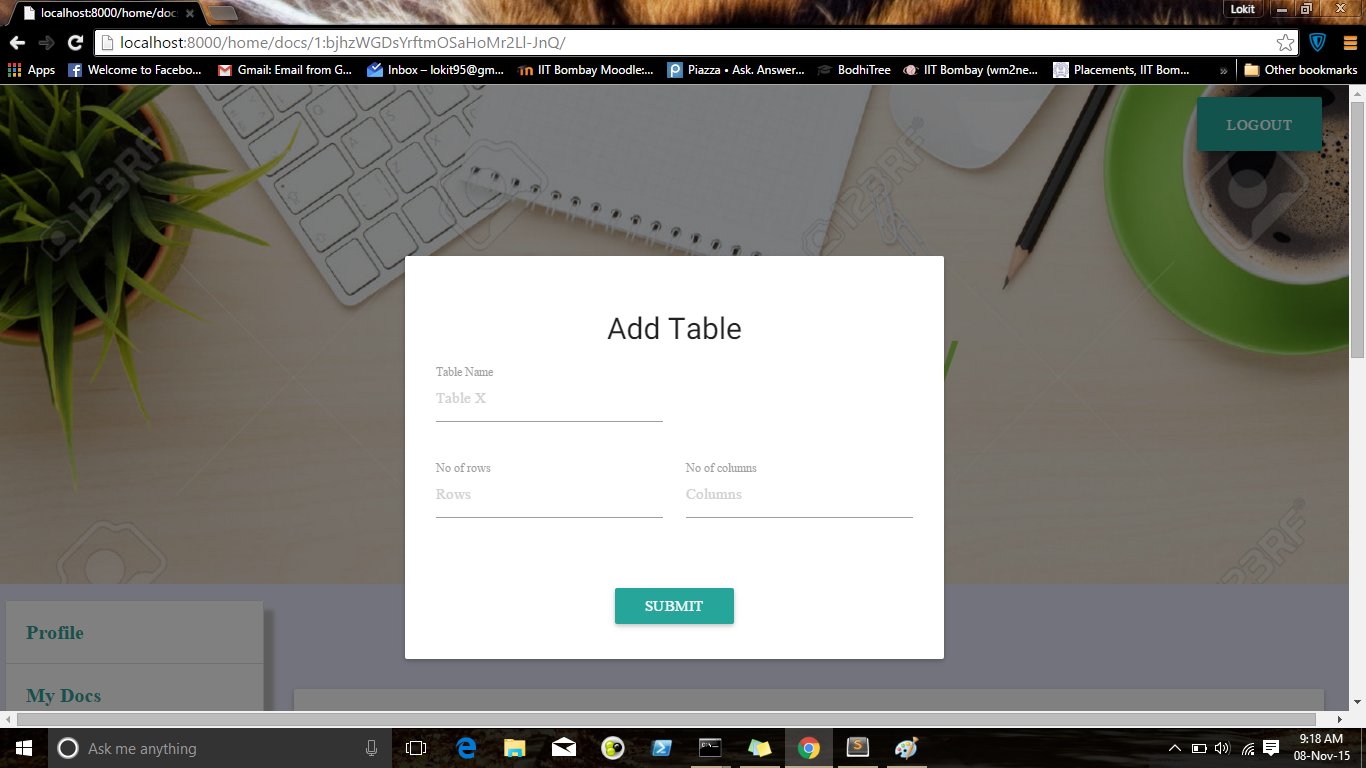 localhost:8000/home/doc
Lokit
localhost:8000/home/docs/1:bjhzWGDsYrftmOSaHoMr2Ll-JnQ/
Apps Welcome to Facebo... Gmail: Email from G... Inbox – lokit95@gm... IIT Bombay Moodle:... Piazza • Ask. Answer... BodhiTree IIT Bombay (wm2ne... Placements, IIT Bom... » Other bookmarks
LOGOUT
123RF
123RF
Add Table
Table Name
Table X
No of rows No of columns
Rows Columns
123RF
SUBMIT
Profile
My Docs
Ask me anything
9:18 AM
08-Nov-15